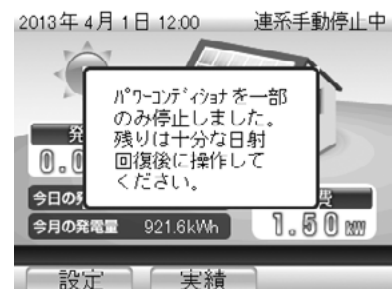 2013年 4月 1日 12:00 連系手動停止中
ﾊﾟﾜｰｺﾝﾃﾞｨｼｮﾅを一部
のみ停止しました。
残りは十分な日射
回復後に操作して
ください。
発
0.0
費
1.50 kW
今日の発
今月の発電量 921.6kWh
設定 実績